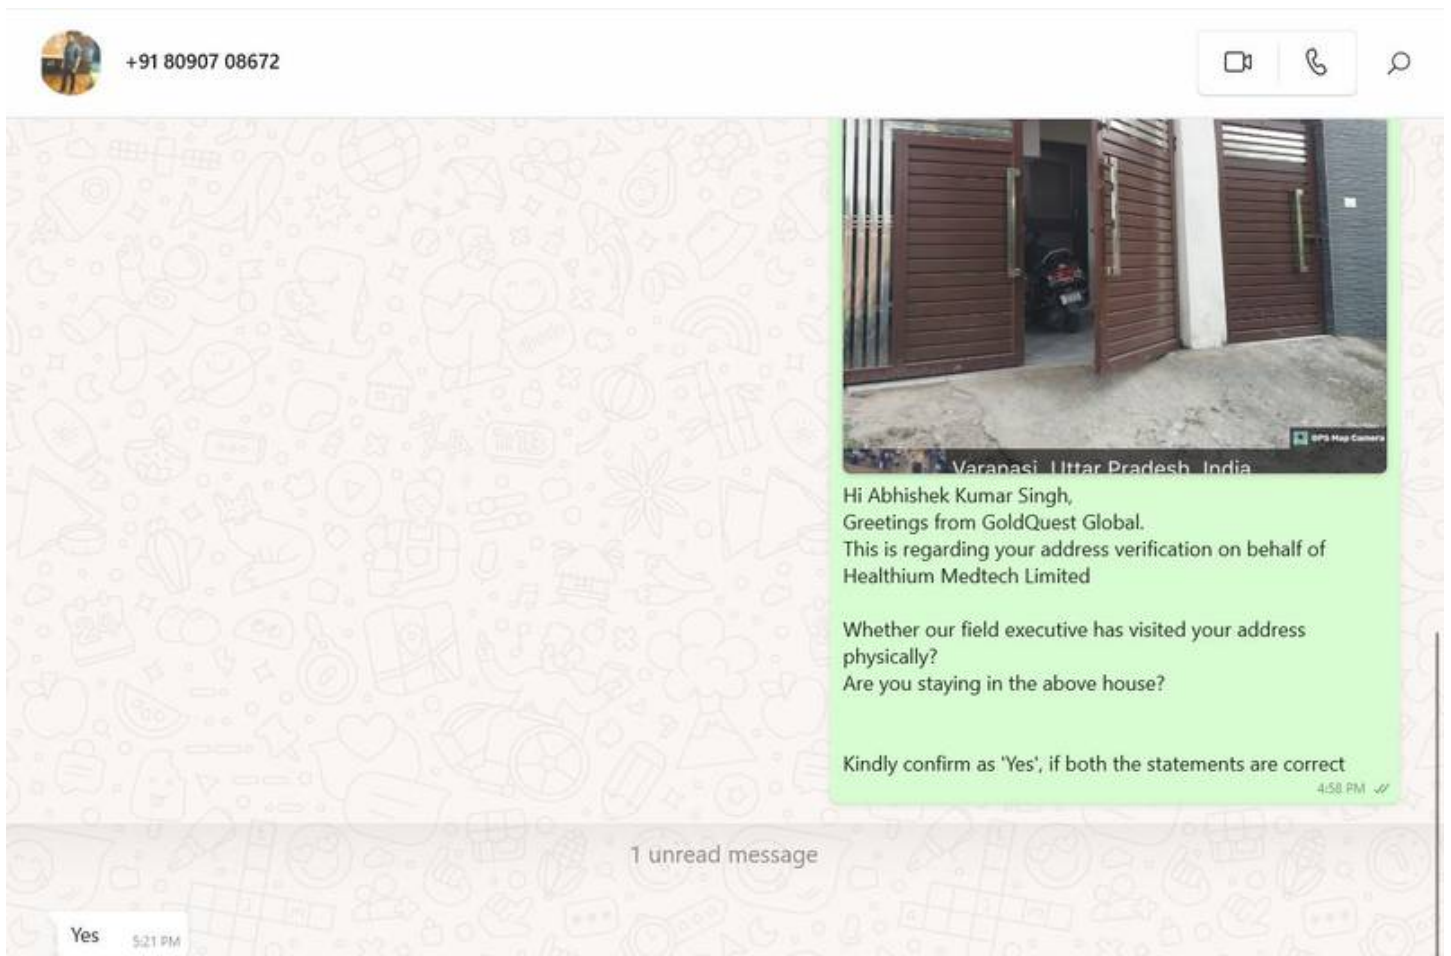 +91 80907 08672
GPS Map Camera
Varanasi, Uttar Pradesh, India
Hi Abhishek Kumar Singh,
Greetings from GoldQuest Global.
This is regarding your address verification on behalf of
Healthium Medtech Limited
Whether our field executive has visited your address
physically?
Are you staying in the above house?
Kindly confirm as 'Yes', if both the statements are correct
4:58 PM
1 unread message
Yes
5:21 PM